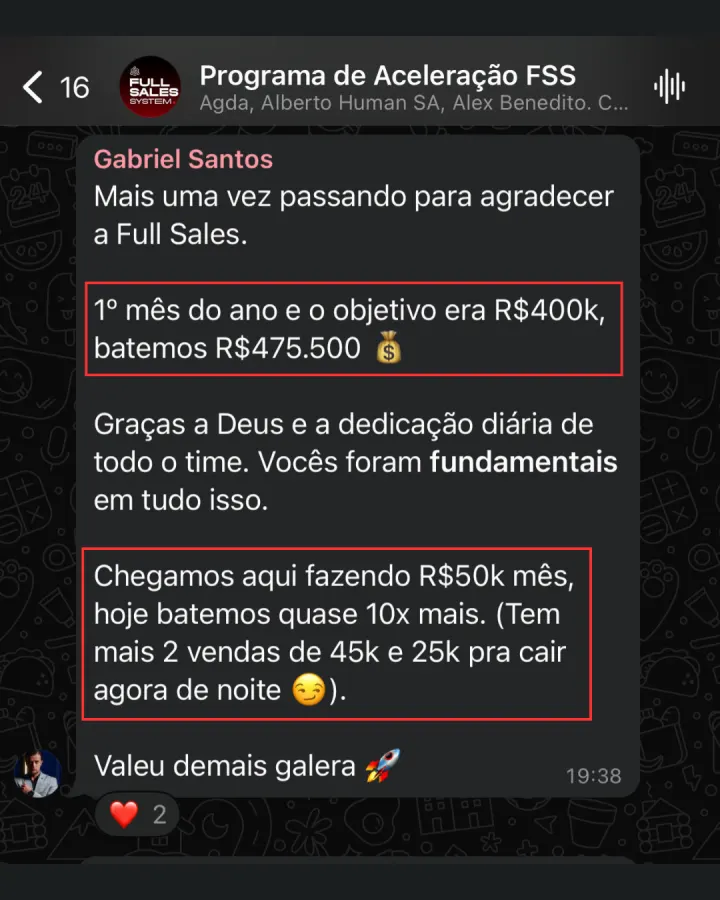 16
FULL
SALES
SYSTEM
Programa de Aceleração FSS
Agda, Alberto Human SA, Alex Benedito. C...
Gabriel Santos
Mais uma vez passando para agradecer
a Full Sales.
1º mês do ano e o objetivo era R$400k,
batemos R$475.500 💰
Graças a Deus e a dedicação diária de
todo o time. Vocês foram fundamentais
em tudo isso.
Chegamos aqui fazendo R$50k mês,
hoje batemos quase 10x mais. (Tem
mais 2 vendas de 45k e 25k pra cair
agora de noite 😏).
Valeu demais galera 🚀
19:38
❤️ 2